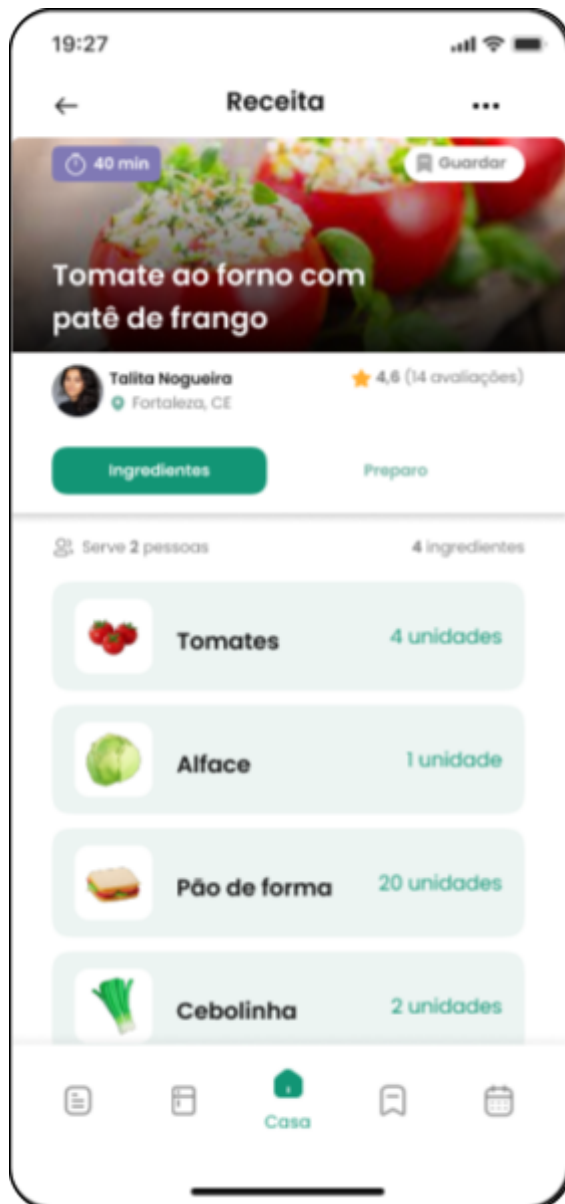 19:27
Receita
40 min
Guardar
Tomate ao forno com
patê de frango
Talita Nogueira
4,6 (14 avaliações)
Fortaleza, CE
Ingredientes
Preparo
Serve 2 pessoas
4 ingredientes
Tomates
4 unidades
Alface
1 unidade
Pão de forma
20 unidades
Cebolinha
2 unidades
Casa